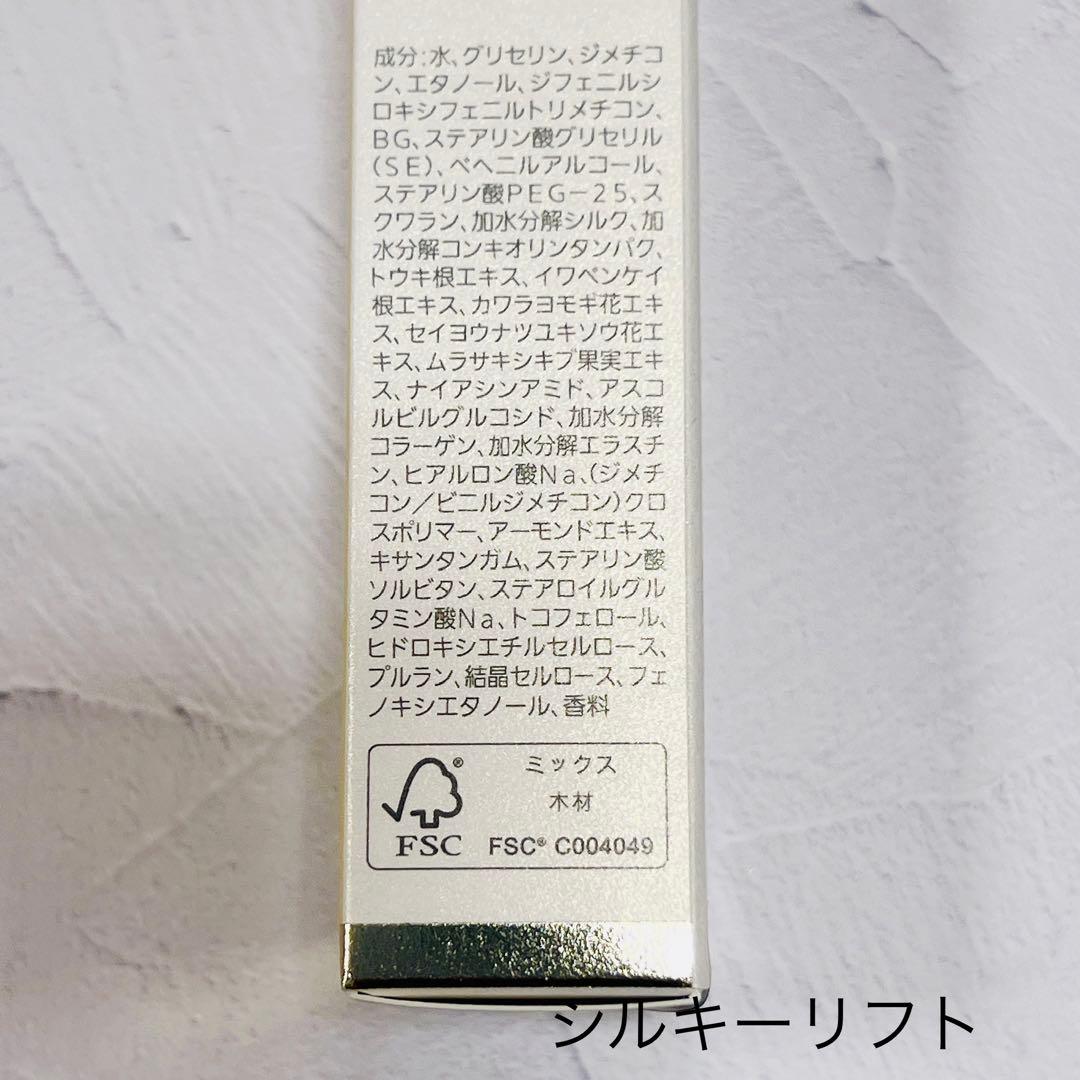 成分:水、グリセリン、ジメチコ
ン、エタノール、ジフェニルシ
ロキシフェニルトリメチコン、
BG、ステアリン酸グリセリル
(SE)、ベヘニルアルコール、
ステアリン酸PEG-25、ス
クワラン、加水分解シルク、加
水分解コンキオリンタンパク、
トウキ根エキス、イワベンケイ
根エキス、カワラヨモギ花エキ
ス、セイヨウナツユキソウ花エ
キス、ムラサキシキブ果実エキ
ス、ナイアシンアミド、アスコ
ルビルグルコシド、加水分解
コラーゲン、加水分解エラスチ
ン、ヒアルロン酸Na、(ジメチ
コン/ビニルジメチコン)クロ
スポリマー、アーモンドエキス、
キサンタンガム、ステアリン酸
ソルビタン、ステアロイルグル
タミン酸Na、トコフェロール、
ヒドロキシエチルセルロース、
プルラン、結晶セルロース、フェ
ノキシエタノール、香料
ミックス
木材
FSC
FSC® C004049
シルキーリフト